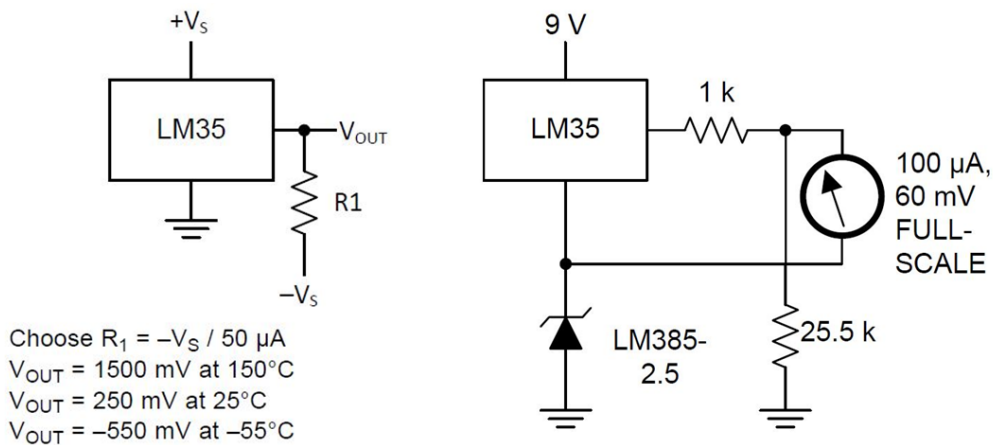 +VS
LM35
VOUT
R1
–VS
Choose R1 = –VS / 50 µA
VOUT = 1500 mV at 150°C
VOUT = 250 mV at 25°C
VOUT = –550 mV at –55°C
9 V
LM35
1 k
100 µA,
60 mV
FULL-
SCALE
LM385-
2.5
25.5 k